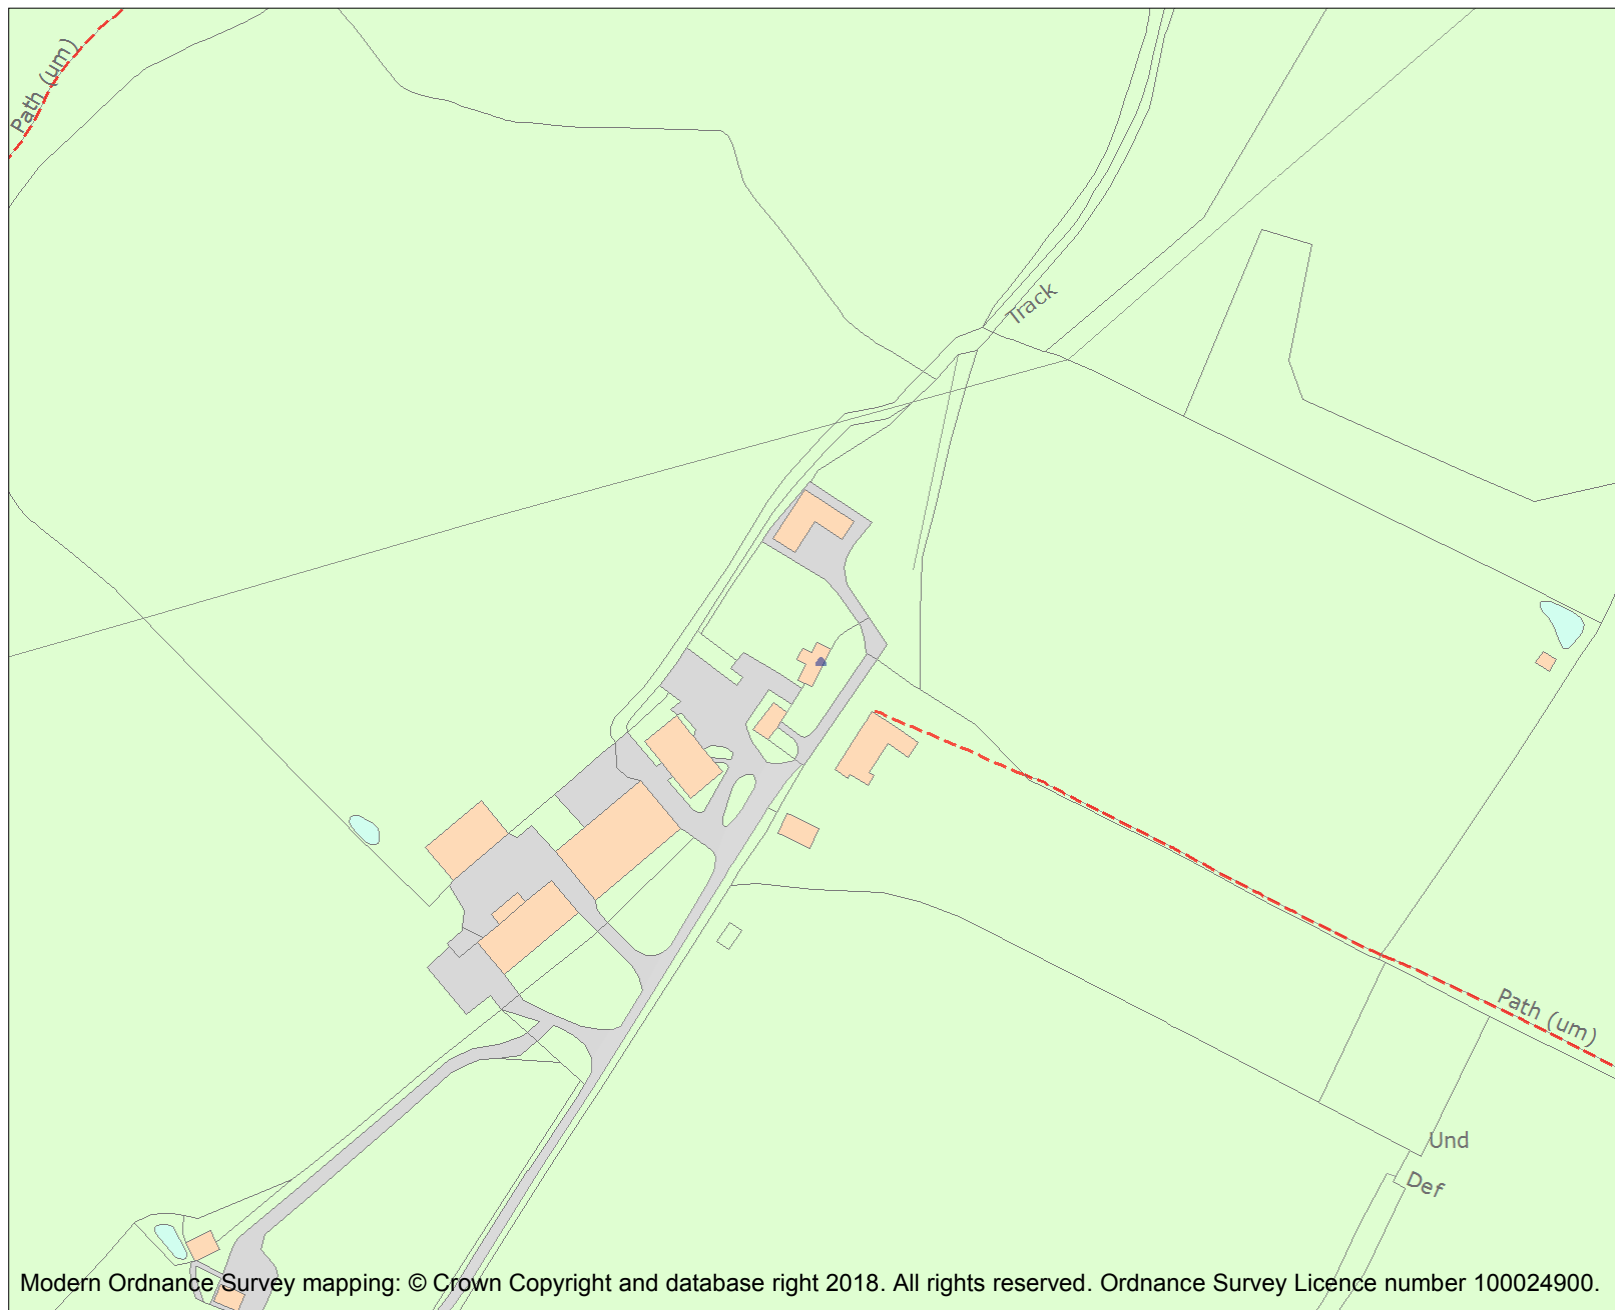 Path (um)
Track
Path (um)
Und
Def
Modern Ordnance Survey mapping: © Crown Copyright and database right 2018. All rights reserved. Ordnance Survey Licence number 100024900.